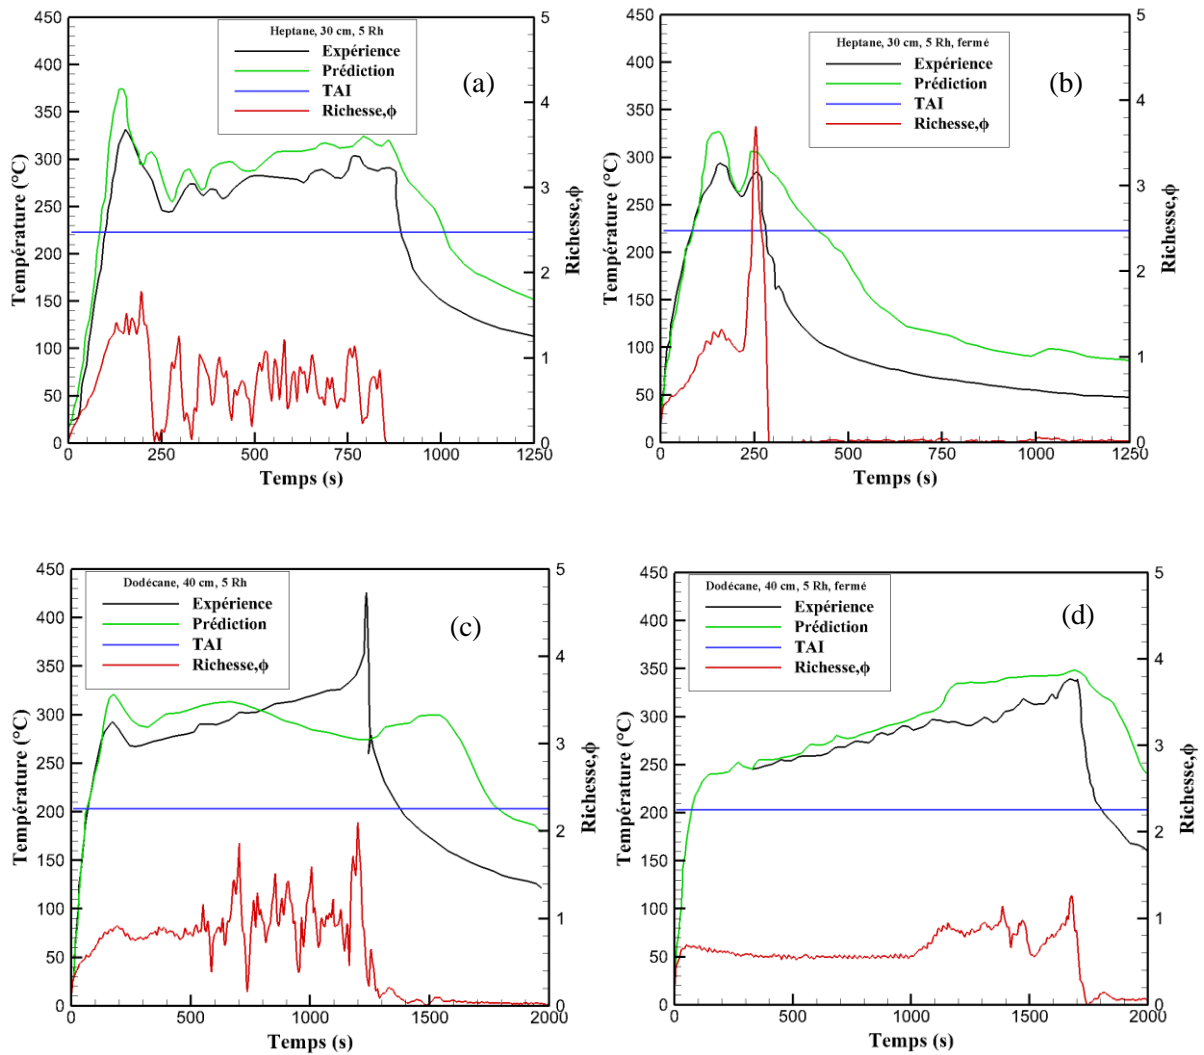 Heptane, 30 cm, 5 Rh
Expérience
Prédiction
TAI
Richesse,ϕ
(a)
Température (°C)
450
400
350
300
250
200
150
100
50
0
0 250 500 750 1000 1250
Temps (s)
5
4
3
2
1
0
Richesse,ϕ
Heptane, 30 cm, 5 Rh, fermé
Expérience
Prédiction
TAI
Richesse,ϕ
(b)
Température (°C)
450
400
350
300
250
200
150
100
50
0
0 250 500 750 1000 1250
Temps (s)
5
4
3
2
1
0
Richesse,ϕ
Dodécane, 40 cm, 5 Rh
Expérience
Prédiction
TAI
Richesse,ϕ
(c)
Température (°C)
450
400
350
300
250
200
150
100
50
0
0 500 1000 1500 2000
Temps (s)
5
4
3
2
1
0
Richesse,ϕ
Dodécane, 40 cm, 5 Rh, fermé
Expérience
Prédiction
TAI
Richesse,ϕ
(d)
Température (°C)
450
400
350
300
250
200
150
100
50
0
0 500 1000 1500 2000
Temps (s)
5
4
3
2
1
0
Richesse,ϕ